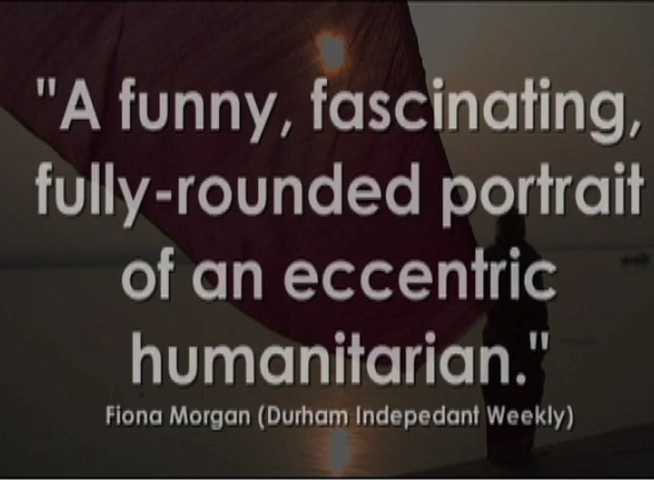 "A funny, fascinating,
fully-rounded portrait
of an eccentric
humanitarian."
Fiona Morgan (Durham Indepedant Weekly)